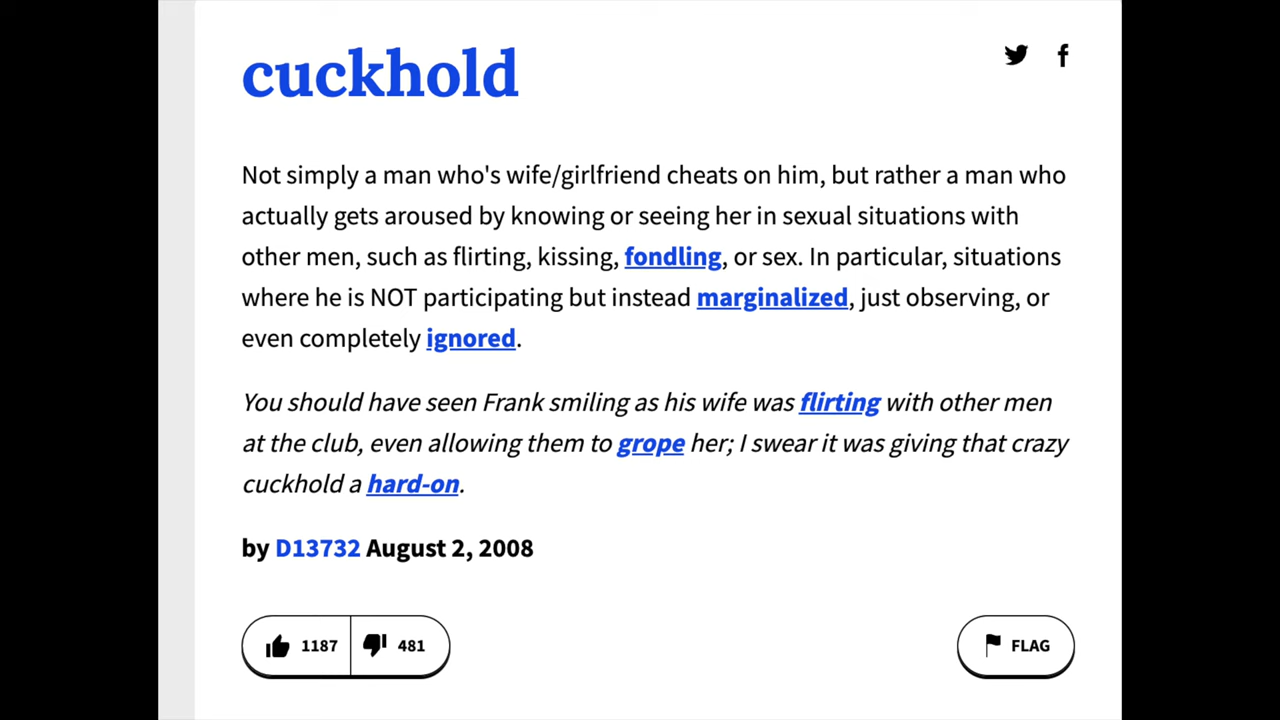 cuckhold
Not simply a man who's wife/girlfriend cheats on him, but rather a man who
actually gets aroused by knowing or seeing her in sexual situations with
other men, such as flirting, kissing, fondling, or sex. In particular, situations
where he is NOT participating but instead marginalized, just observing, or
even completely ignored.
You should have seen Frank smiling as his wife was flirting with other men
at the club, even allowing them to grope her; I swear it was giving that crazy
cuckhold a hard-on.
by D13732 August 2, 2008
1187 481 FLAG